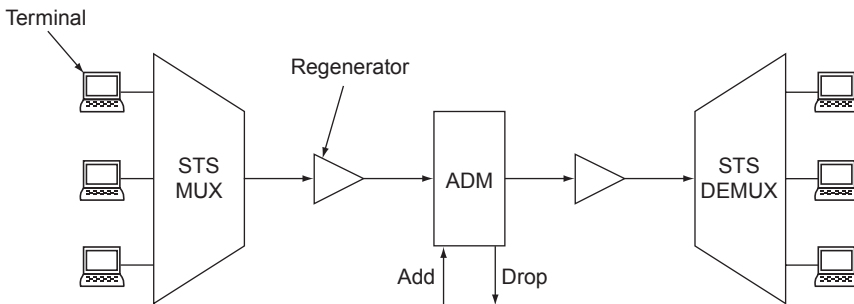 Terminal
Regenerator
STS
MUX
ADM
STS
DEMUX
Add
Drop